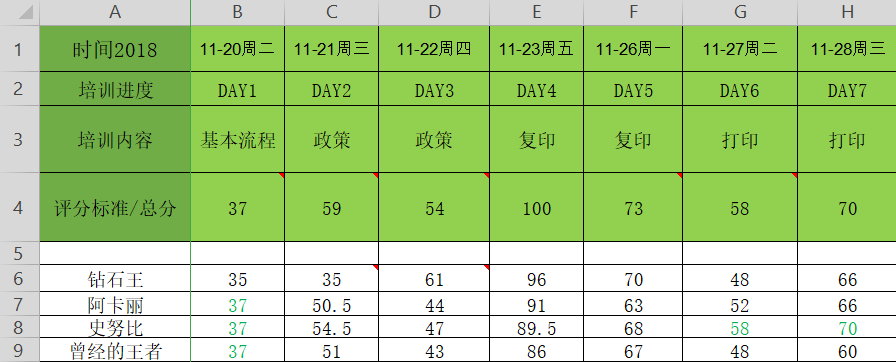 A B C D E F G H
1 时间2018 11-20周二 11-21周三 11-22周四 11-23周五 11-26周一 11-27周二 11-28周三
2 培训进度 DAY1 DAY2 DAY3 DAY4 DAY5 DAY6 DAY7
3 培训内容 基本流程 政策 政策 复印 复印 打印 打印
4 评分标准/总分 37 59 54 100 73 58 70
5
6 钻石王 35 35 61 96 70 48 66
7 阿卡丽 37 50.5 44 91 63 52 66
8 史努比 37 54.5 47 89.5 68 58 70
9 曾经的王者 37 51 43 86 67 48 60